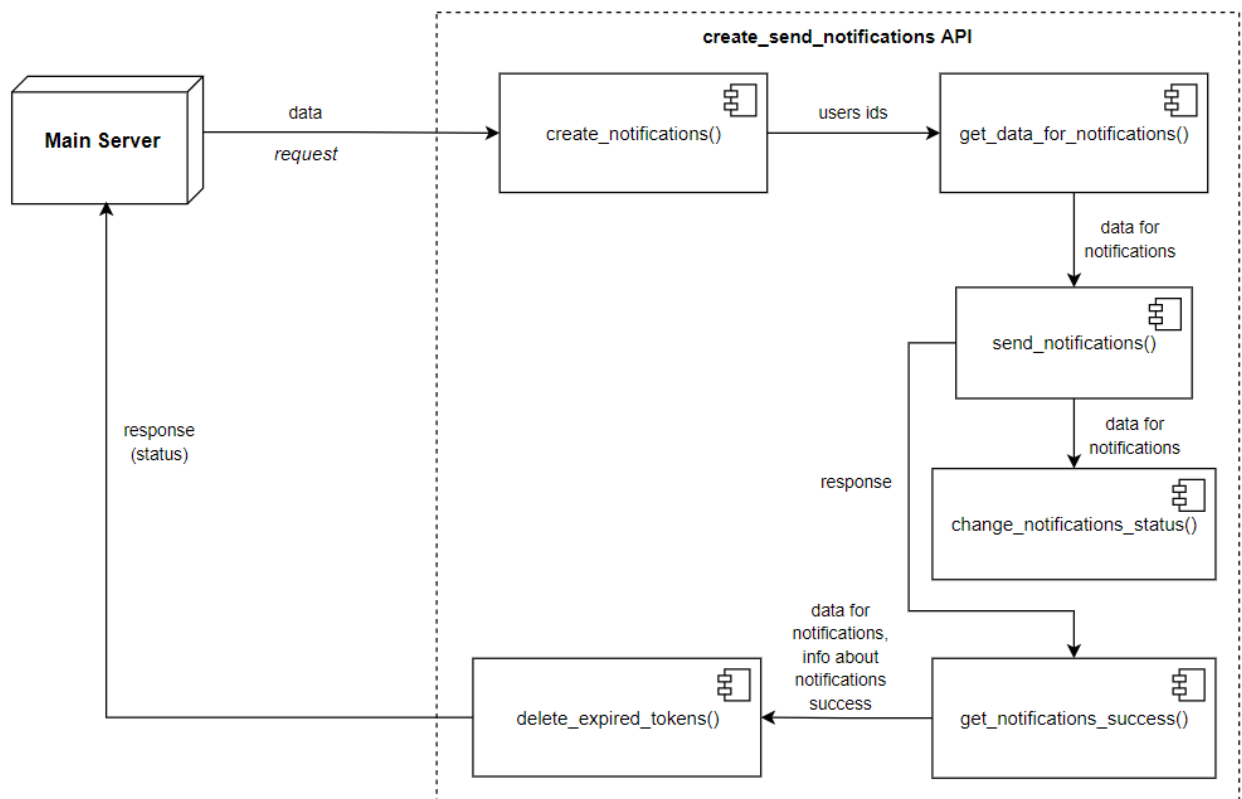 create_send_notifications API
Main Server
data
request
create_notifications()
users ids
get_data_for_notifications()
data for
notifications
send_notifications()
data for
notifications
change_notifications_status()
response
response
(status)
data for
notifications,
info about
notifications
success
get_notifications_success()
delete_expired_tokens()